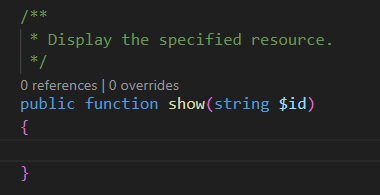 /**
 * Display the specified resource.
 */
0 references | 0 overrides
public function show(string $id)
{
}